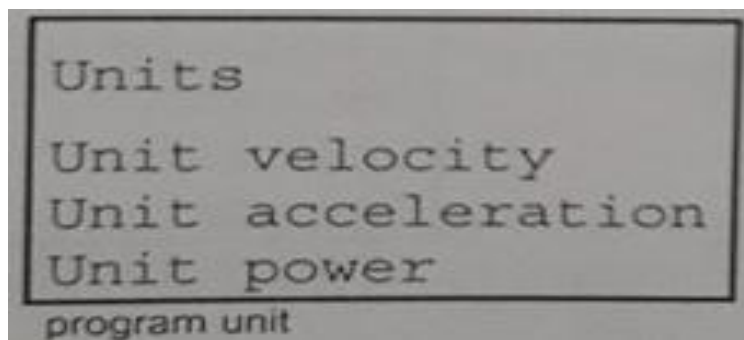 Units
Unit velocity
Unit acceleration
Unit power
program unit